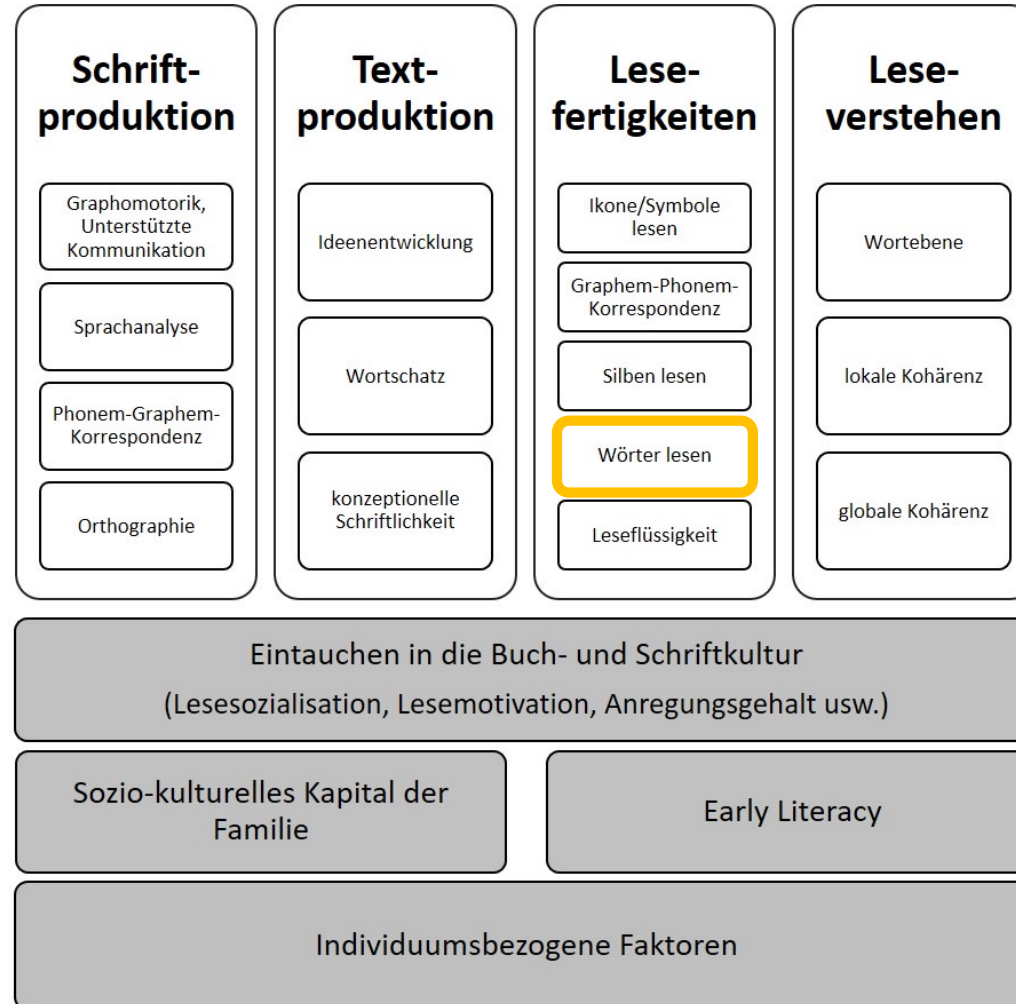 Schrift-
produktion
Graphomotorik,
Unterstützte
Kommunikation
Sprachanalyse
Phonem-Graphem-
Korrespondenz
Orthographie
Text-
produktion
Ideenentwicklung
Wortschatz
konzeptionelle
Schriftlichkeit
Lese-
fertigkeiten
Ikone/Symbole
lesen
Graphem-Phonem-
Korrespondenz
Silben lesen
Wörter lesen
Leseflüssigkeit
Lese-
verstehen
Wortebene
lokale Kohärenz
globale Kohärenz
Eintauchen in die Buch- und Schriftkultur
(Lesesozialisation, Lesemotivation, Anregungsgehalt usw.)
Sozio-kulturelles Kapital der
Familie
Early Literacy
Individuumsbezogene Faktoren